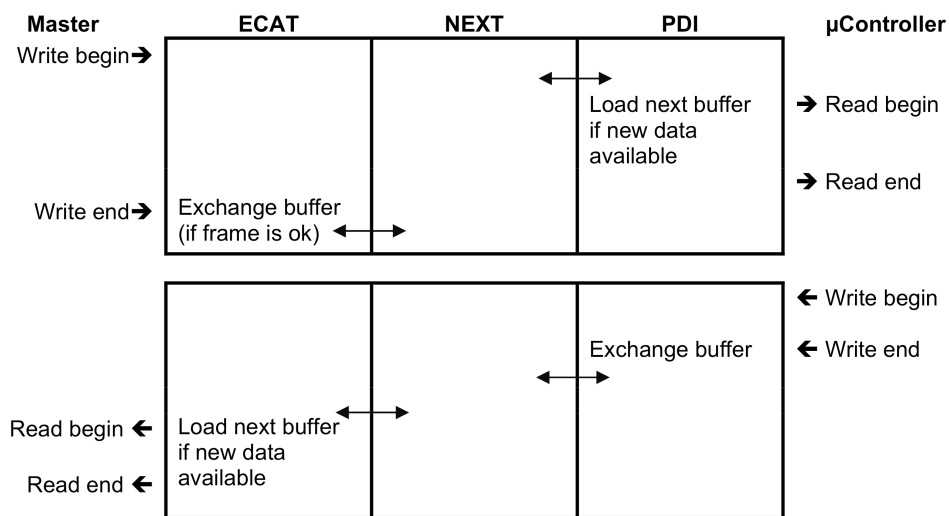 Master ECAT NEXT PDI µController
Write begin
Load next buffer
if new data
available
Read begin
Read end
Write end
Exchange buffer
(if frame is ok)
Write begin
Exchange buffer
Write end
Read begin
Load next buffer
if new data
available
Read end